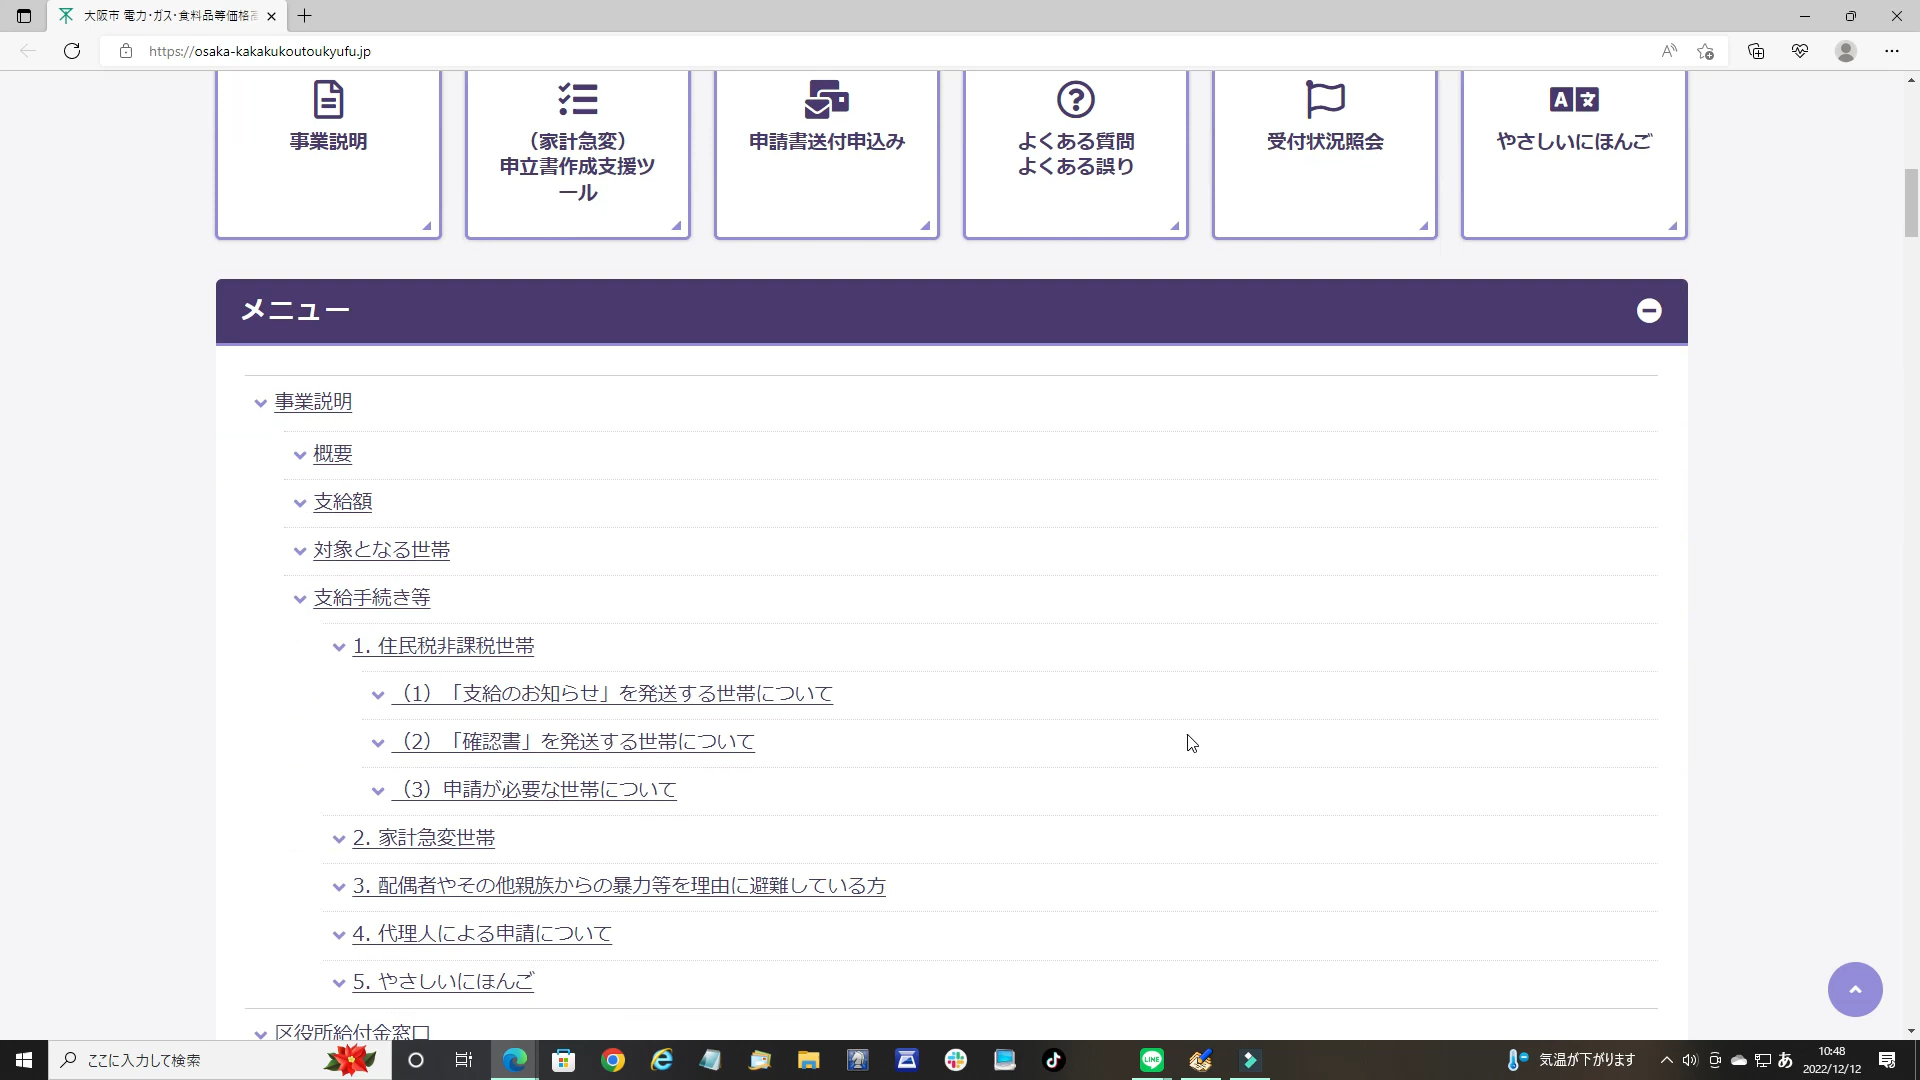 大阪市 電力・ガス・食料品等価格高
https://osaka-kakakukoutoukyufu.jp
事業説明
（家計急変）
申立書作成支援ツ
ール
申請書送付申込み
よくある質問
よくある誤り
受付状況照会
やさしいにほんご
メニュー
事業説明
概要
支給額
対象となる世帯
支給手続き等
1. 住民税非課税世帯
（1）「支給のお知らせ」を発送する世帯について
（2）「確認書」を発送する世帯について
（3）申請が必要な世帯について
2. 家計急変世帯
3. 配偶者やその他親族からの暴力等を理由に避難している方
4. 代理人による申請について
5. やさしいにほんご
区役所給付金窓口
ここに入力して検索
LINE
気温が下がります
あ
10:48
2022/12/12